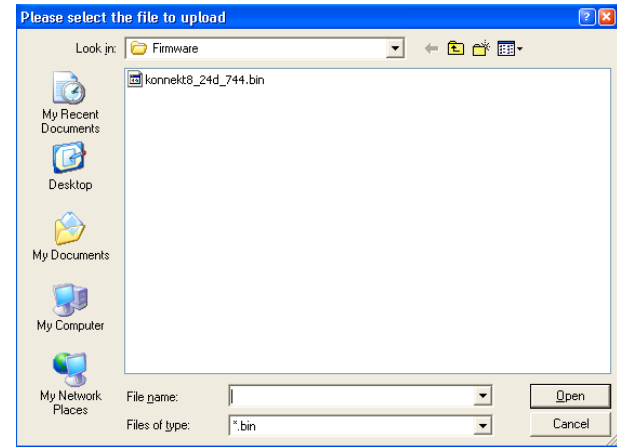 Please select the file to upload
Look in: Firmware
konnekt8_24d_744.bin
My Recent
Documents
Desktop
My Documents
My Computer
My Network
Places
File name:
Open
Files of type: *.bin
Cancel